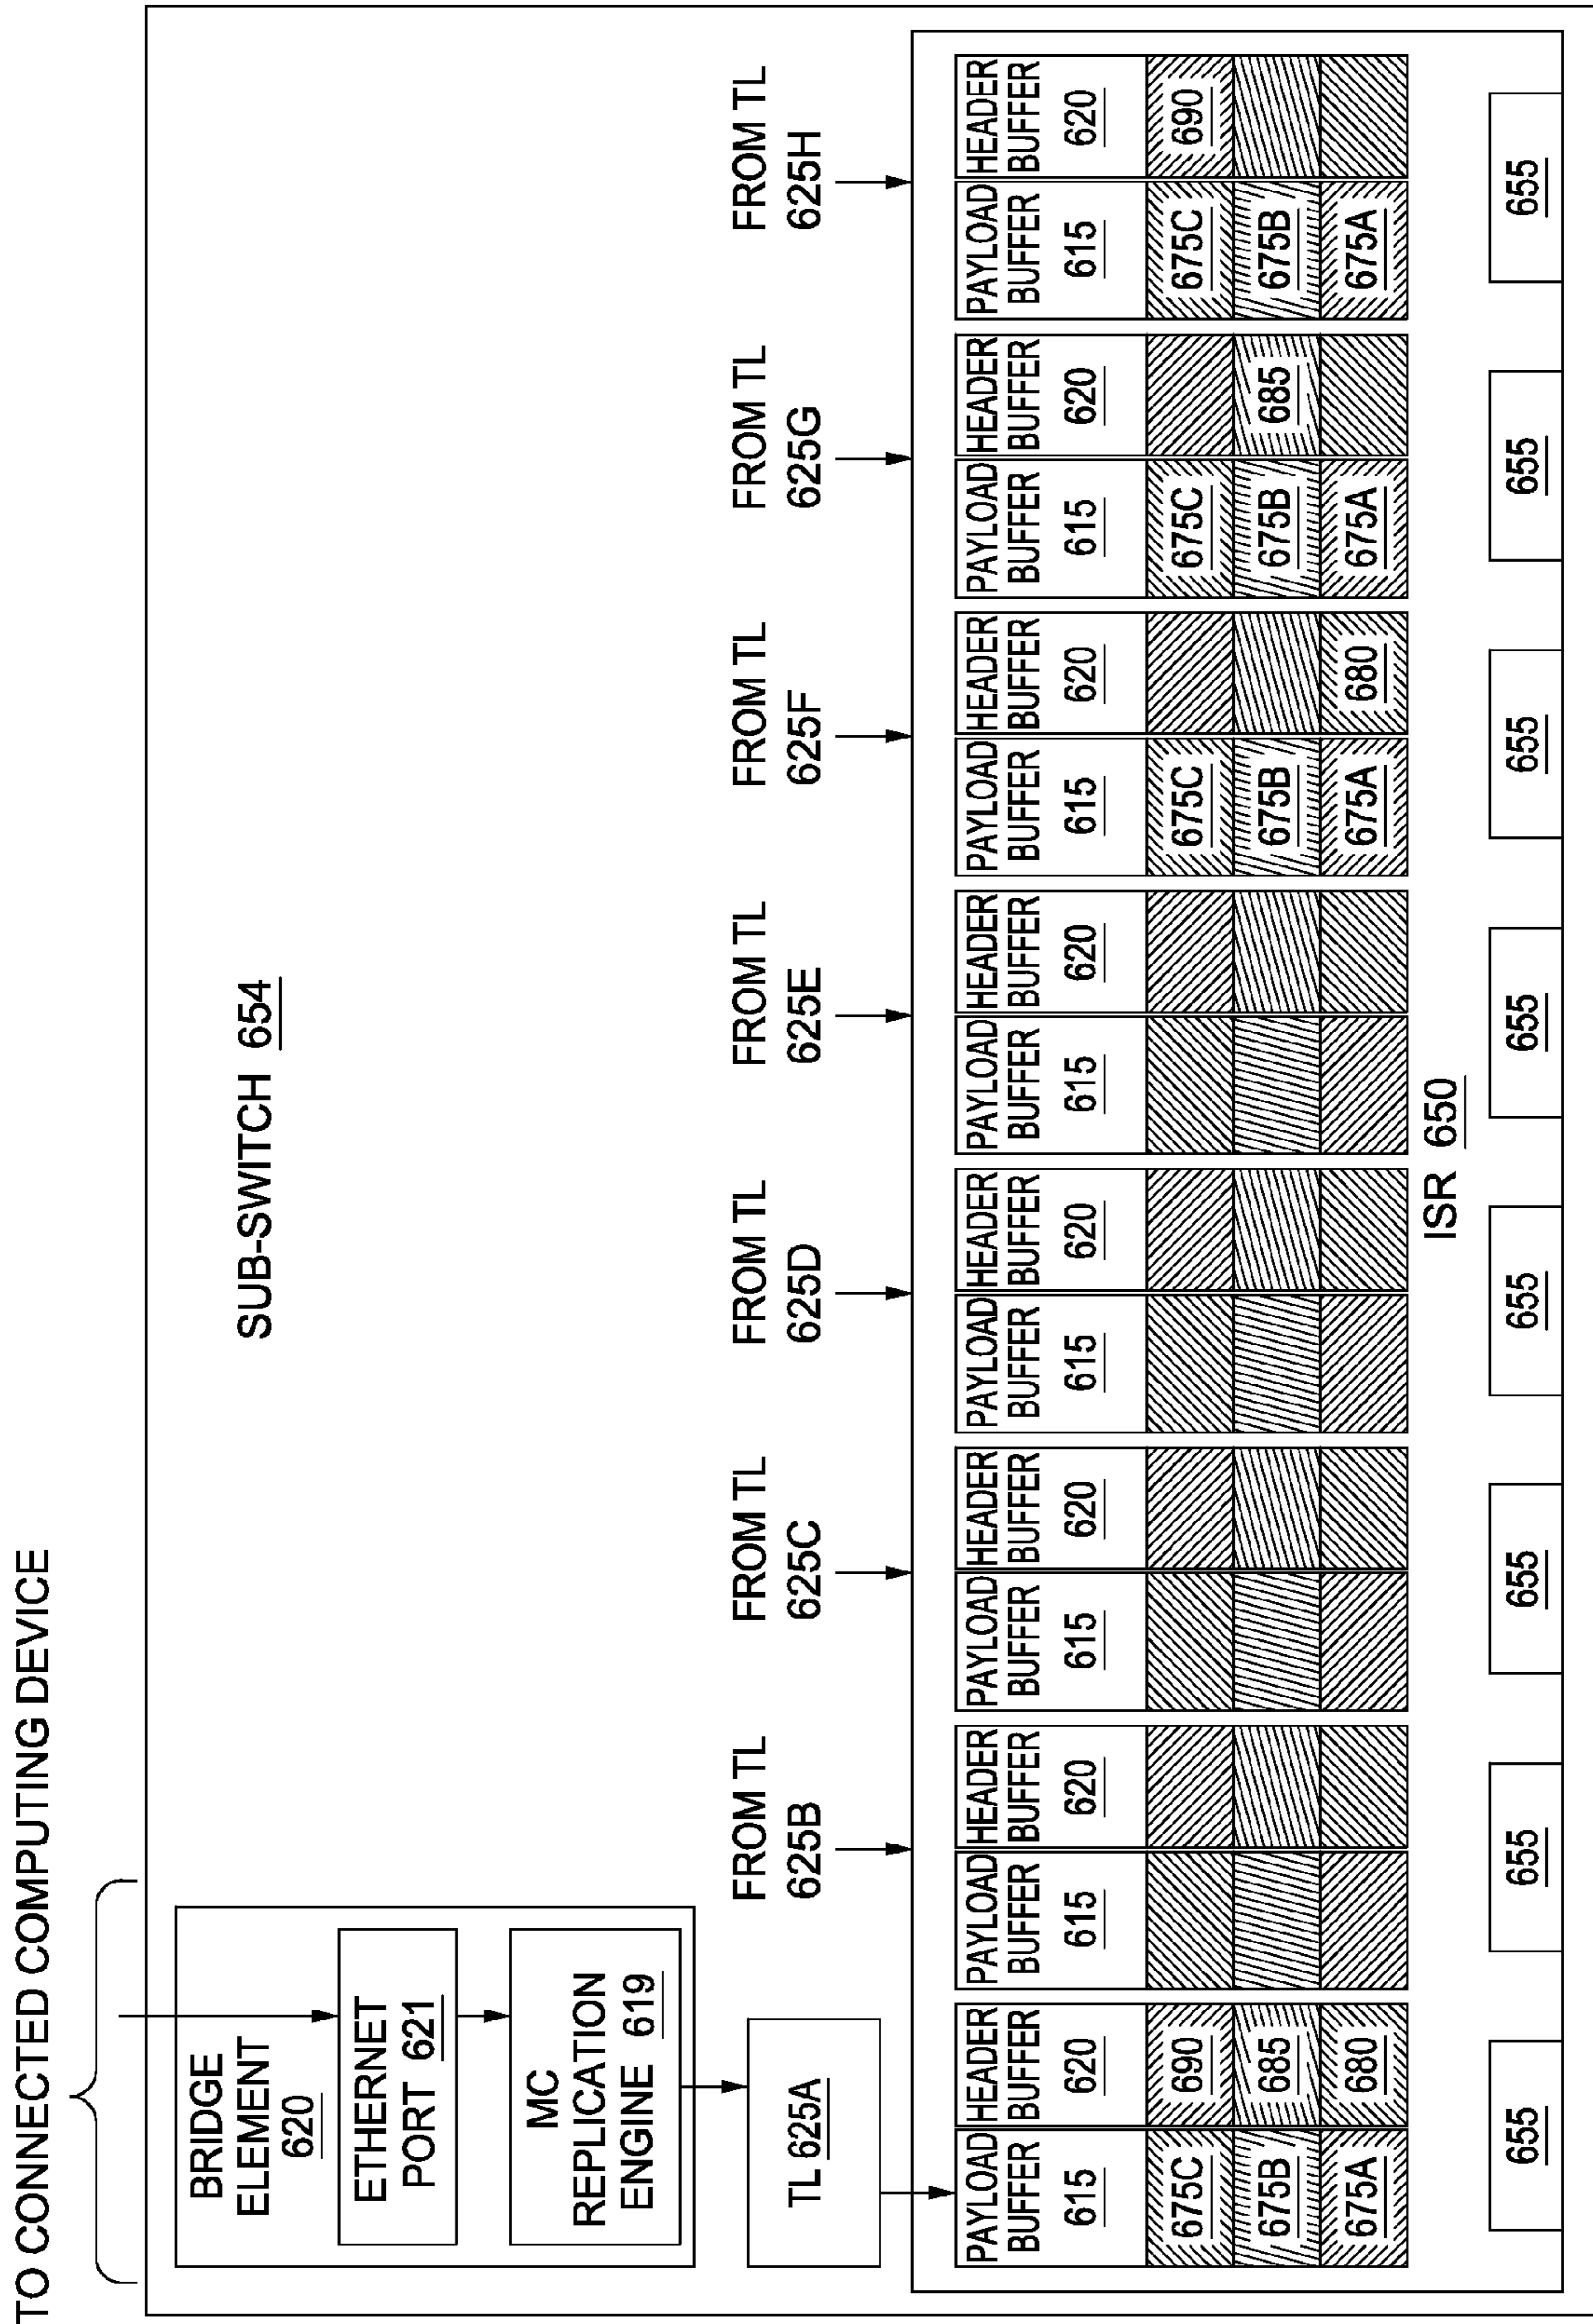 TO CONNECTED COMPUTING DEVICE
SUB-SWITCH 654
BRIDGE
ELEMENT
620
ETHERNET
PORT 621
MC
REPLICATION
ENGINE 619
TL 625A
FROM TL
625B
FROM TL
625C
FROM TL
625D
FROM TL
625E
FROM TL
625F
FROM TL
625G
FROM TL
625H
PAYLOAD
BUFFER
615
675C
675B
675A
HEADER
BUFFER
620
690
685
680
PAYLOAD
BUFFER
615
HEADER
BUFFER
620
PAYLOAD
BUFFER
615
HEADER
BUFFER
620
PAYLOAD
BUFFER
615
HEADER
BUFFER
620
PAYLOAD
BUFFER
615
HEADER
BUFFER
620
PAYLOAD
BUFFER
615
675C
675B
675A
HEADER
BUFFER
620
680
PAYLOAD
BUFFER
615
675C
675B
675A
HEADER
BUFFER
620
685
PAYLOAD
BUFFER
615
675C
675B
675A
HEADER
BUFFER
620
690
ISR 650
655
655
655
655
655
655
655
655